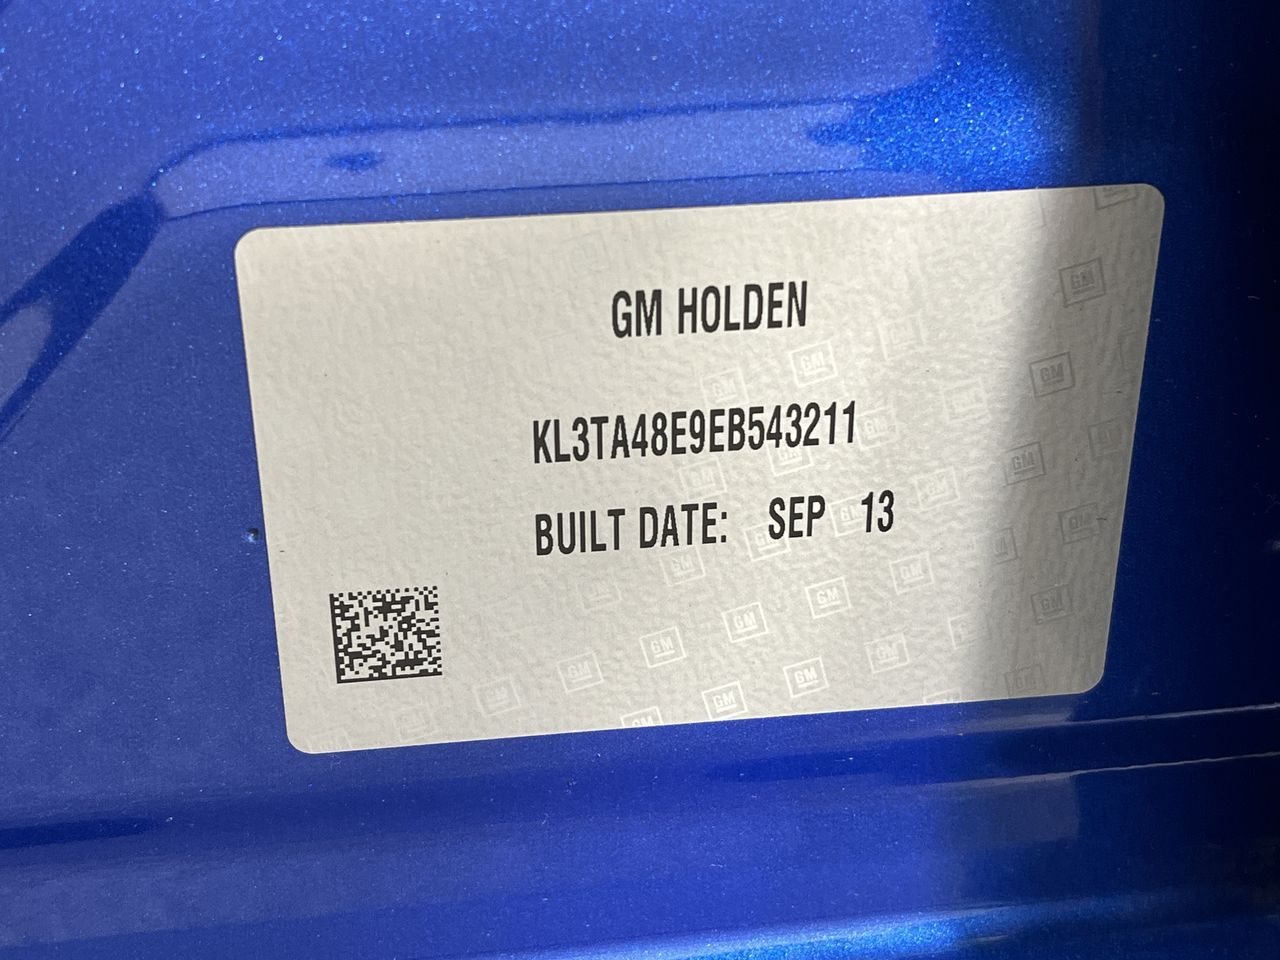 GM HOLDEN
KL3TA48E9EB543211
BUILT DATE: SEP 13